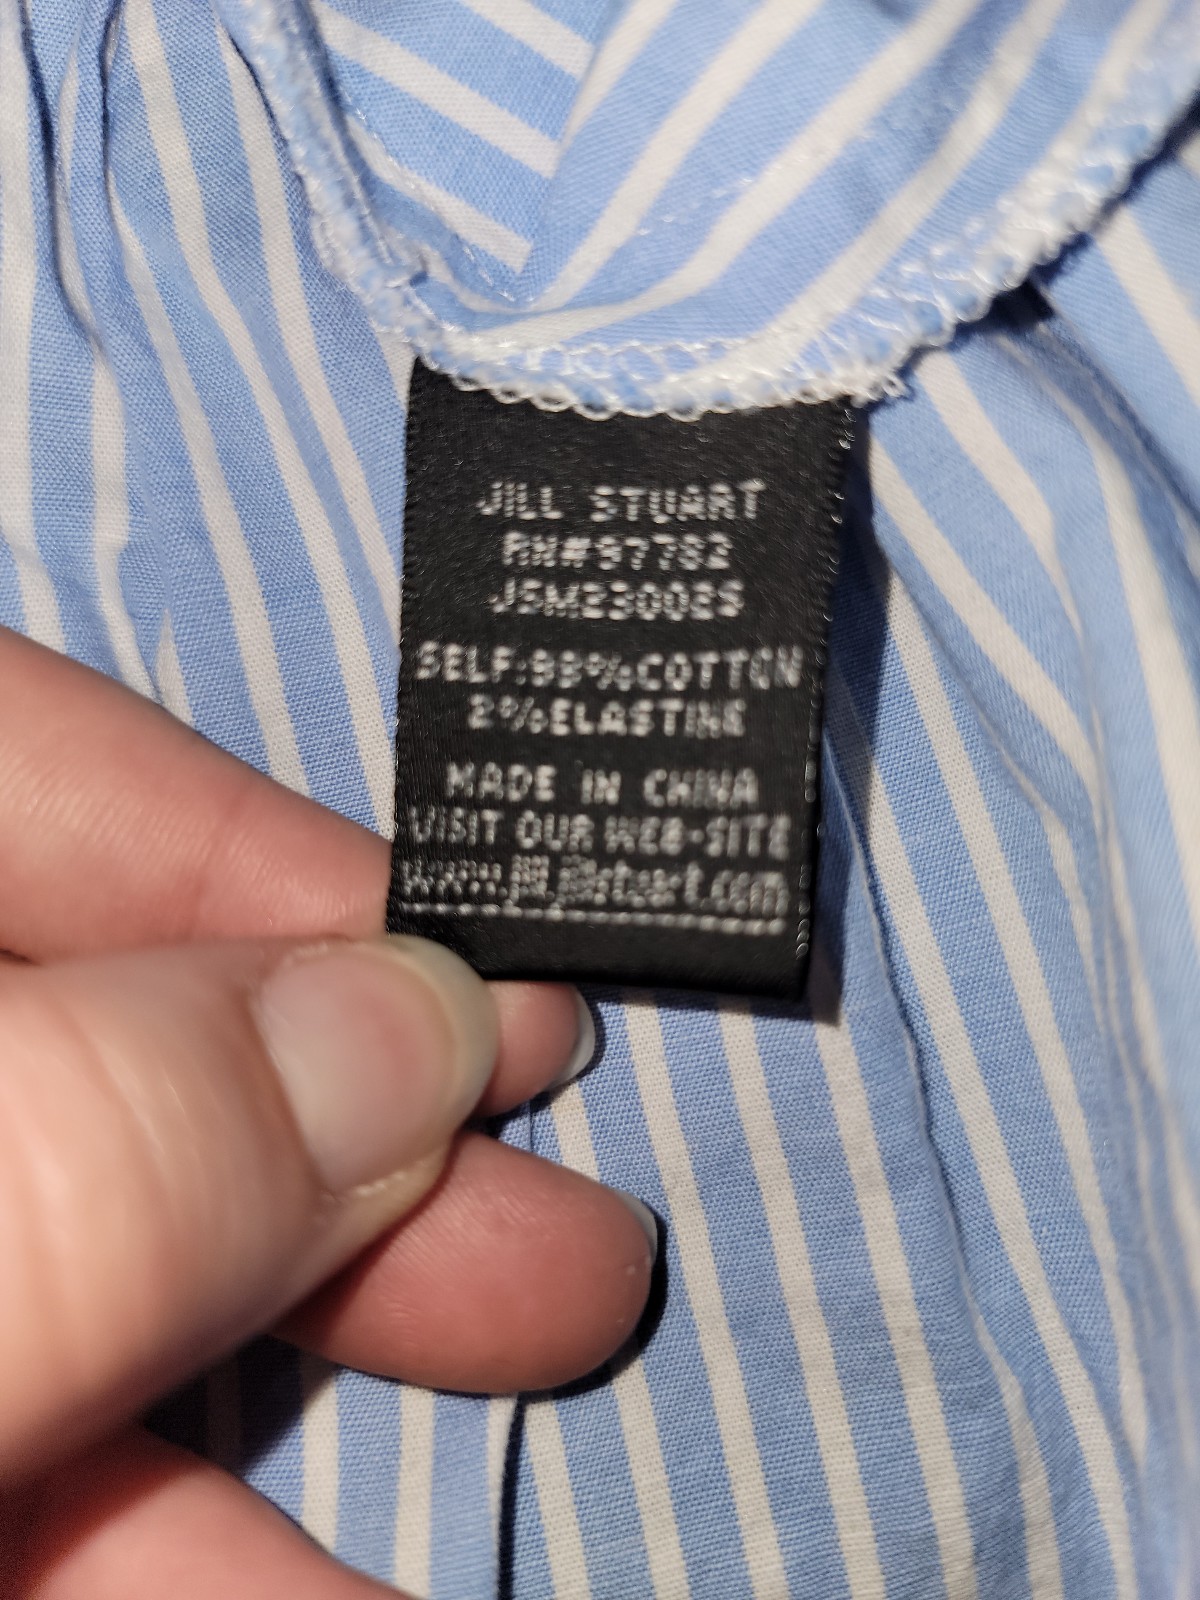 JILL STUART
RN#97782
JSM23002S
SELF:98%COTTON
2%ELASTINE
MADE IN CHINA
VISIT OUR WEB-SITE
www.jilljillstuart.com